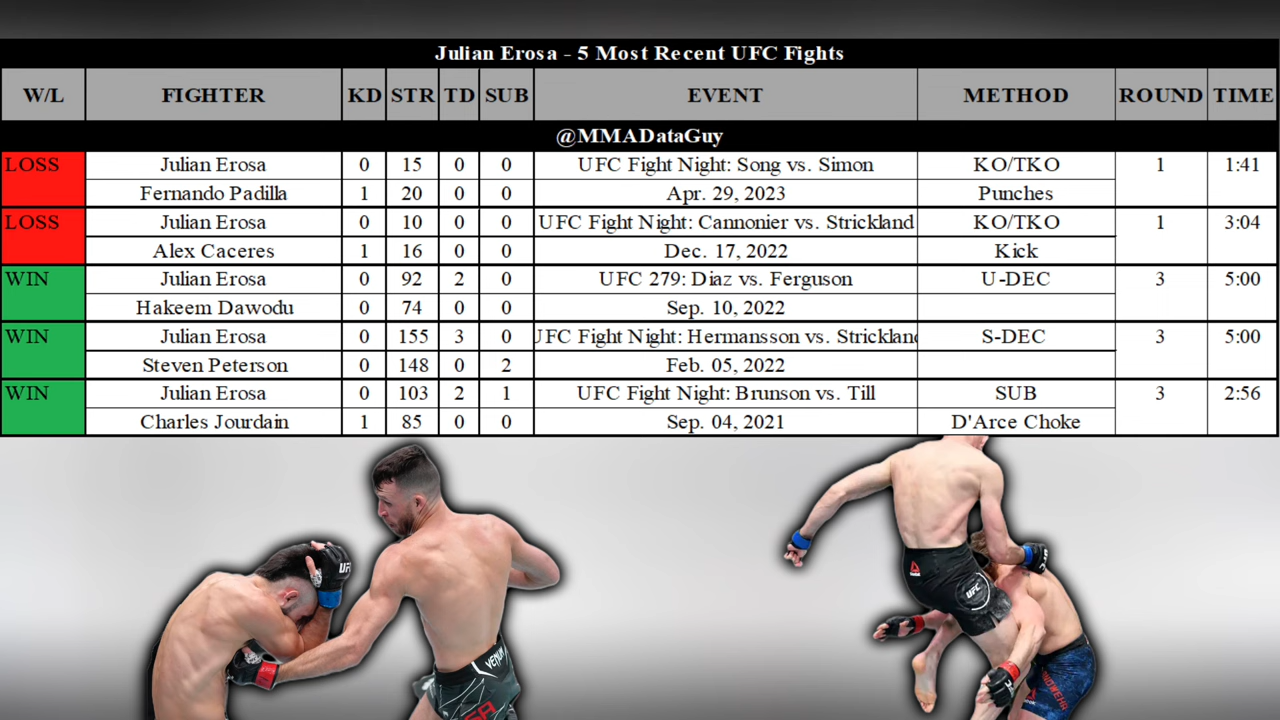 Julian Erosa - 5 Most Recent UFC Fights
W/L FIGHTER KD STR TD SUB EVENT METHOD ROUND TIME
@MMADataGuy
LOSS Julian Erosa 0 15 0 0 UFC Fight Night: Song vs. Simon KO/TKO 1 1:41
Fernando Padilla 1 20 0 0 Apr. 29, 2023 Punches
LOSS Julian Erosa 0 10 0 0 UFC Fight Night: Cannonier vs. Strickland KO/TKO 1 3:04
Alex Caceres 1 16 0 0 Dec. 17, 2022 Kick
WIN Julian Erosa 0 92 2 0 UFC 279: Diaz vs. Ferguson U-DEC 3 5:00
Hakeem Dawodu 0 74 0 0 Sep. 10, 2022
WIN Julian Erosa 0 155 3 0 UFC Fight Night: Hermansson vs. Strickland S-DEC 3 5:00
Steven Peterson 0 148 0 2 Feb. 05, 2022
WIN Julian Erosa 0 103 2 1 UFC Fight Night: Brunson vs. Till SUB 3 2:56
Charles Jourdain 1 85 0 0 Sep. 04, 2021 D'Arce Choke
UFC
VENUM
UFC